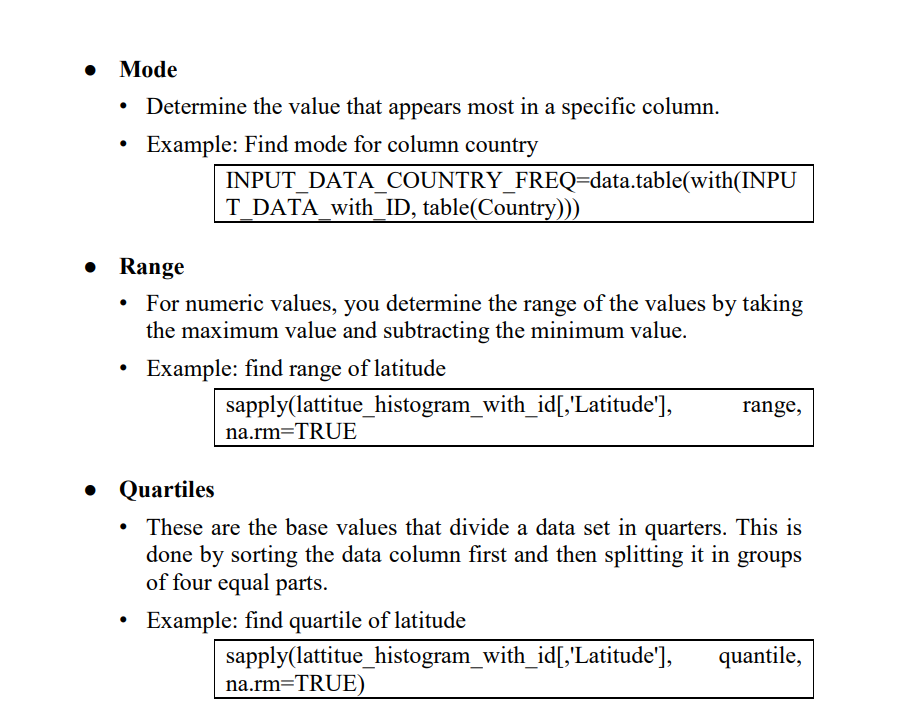 ● Mode
• Determine the value that appears most in a specific column.
• Example: Find mode for column country
INPUT_DATA_COUNTRY_FREQ=data.table(with(INPU
T_DATA_with_ID, table(Country)))
● Range
• For numeric values, you determine the range of the values by taking
the maximum value and subtracting the minimum value.
• Example: find range of latitude
sapply(lattitue_histogram_with_id[,'Latitude'], range,
na.rm=TRUE
● Quartiles
• These are the base values that divide a data set in quarters. This is
done by sorting the data column first and then splitting it in groups
of four equal parts.
• Example: find quartile of latitude
sapply(lattitue_histogram_with_id[,'Latitude'], quantile,
na.rm=TRUE)